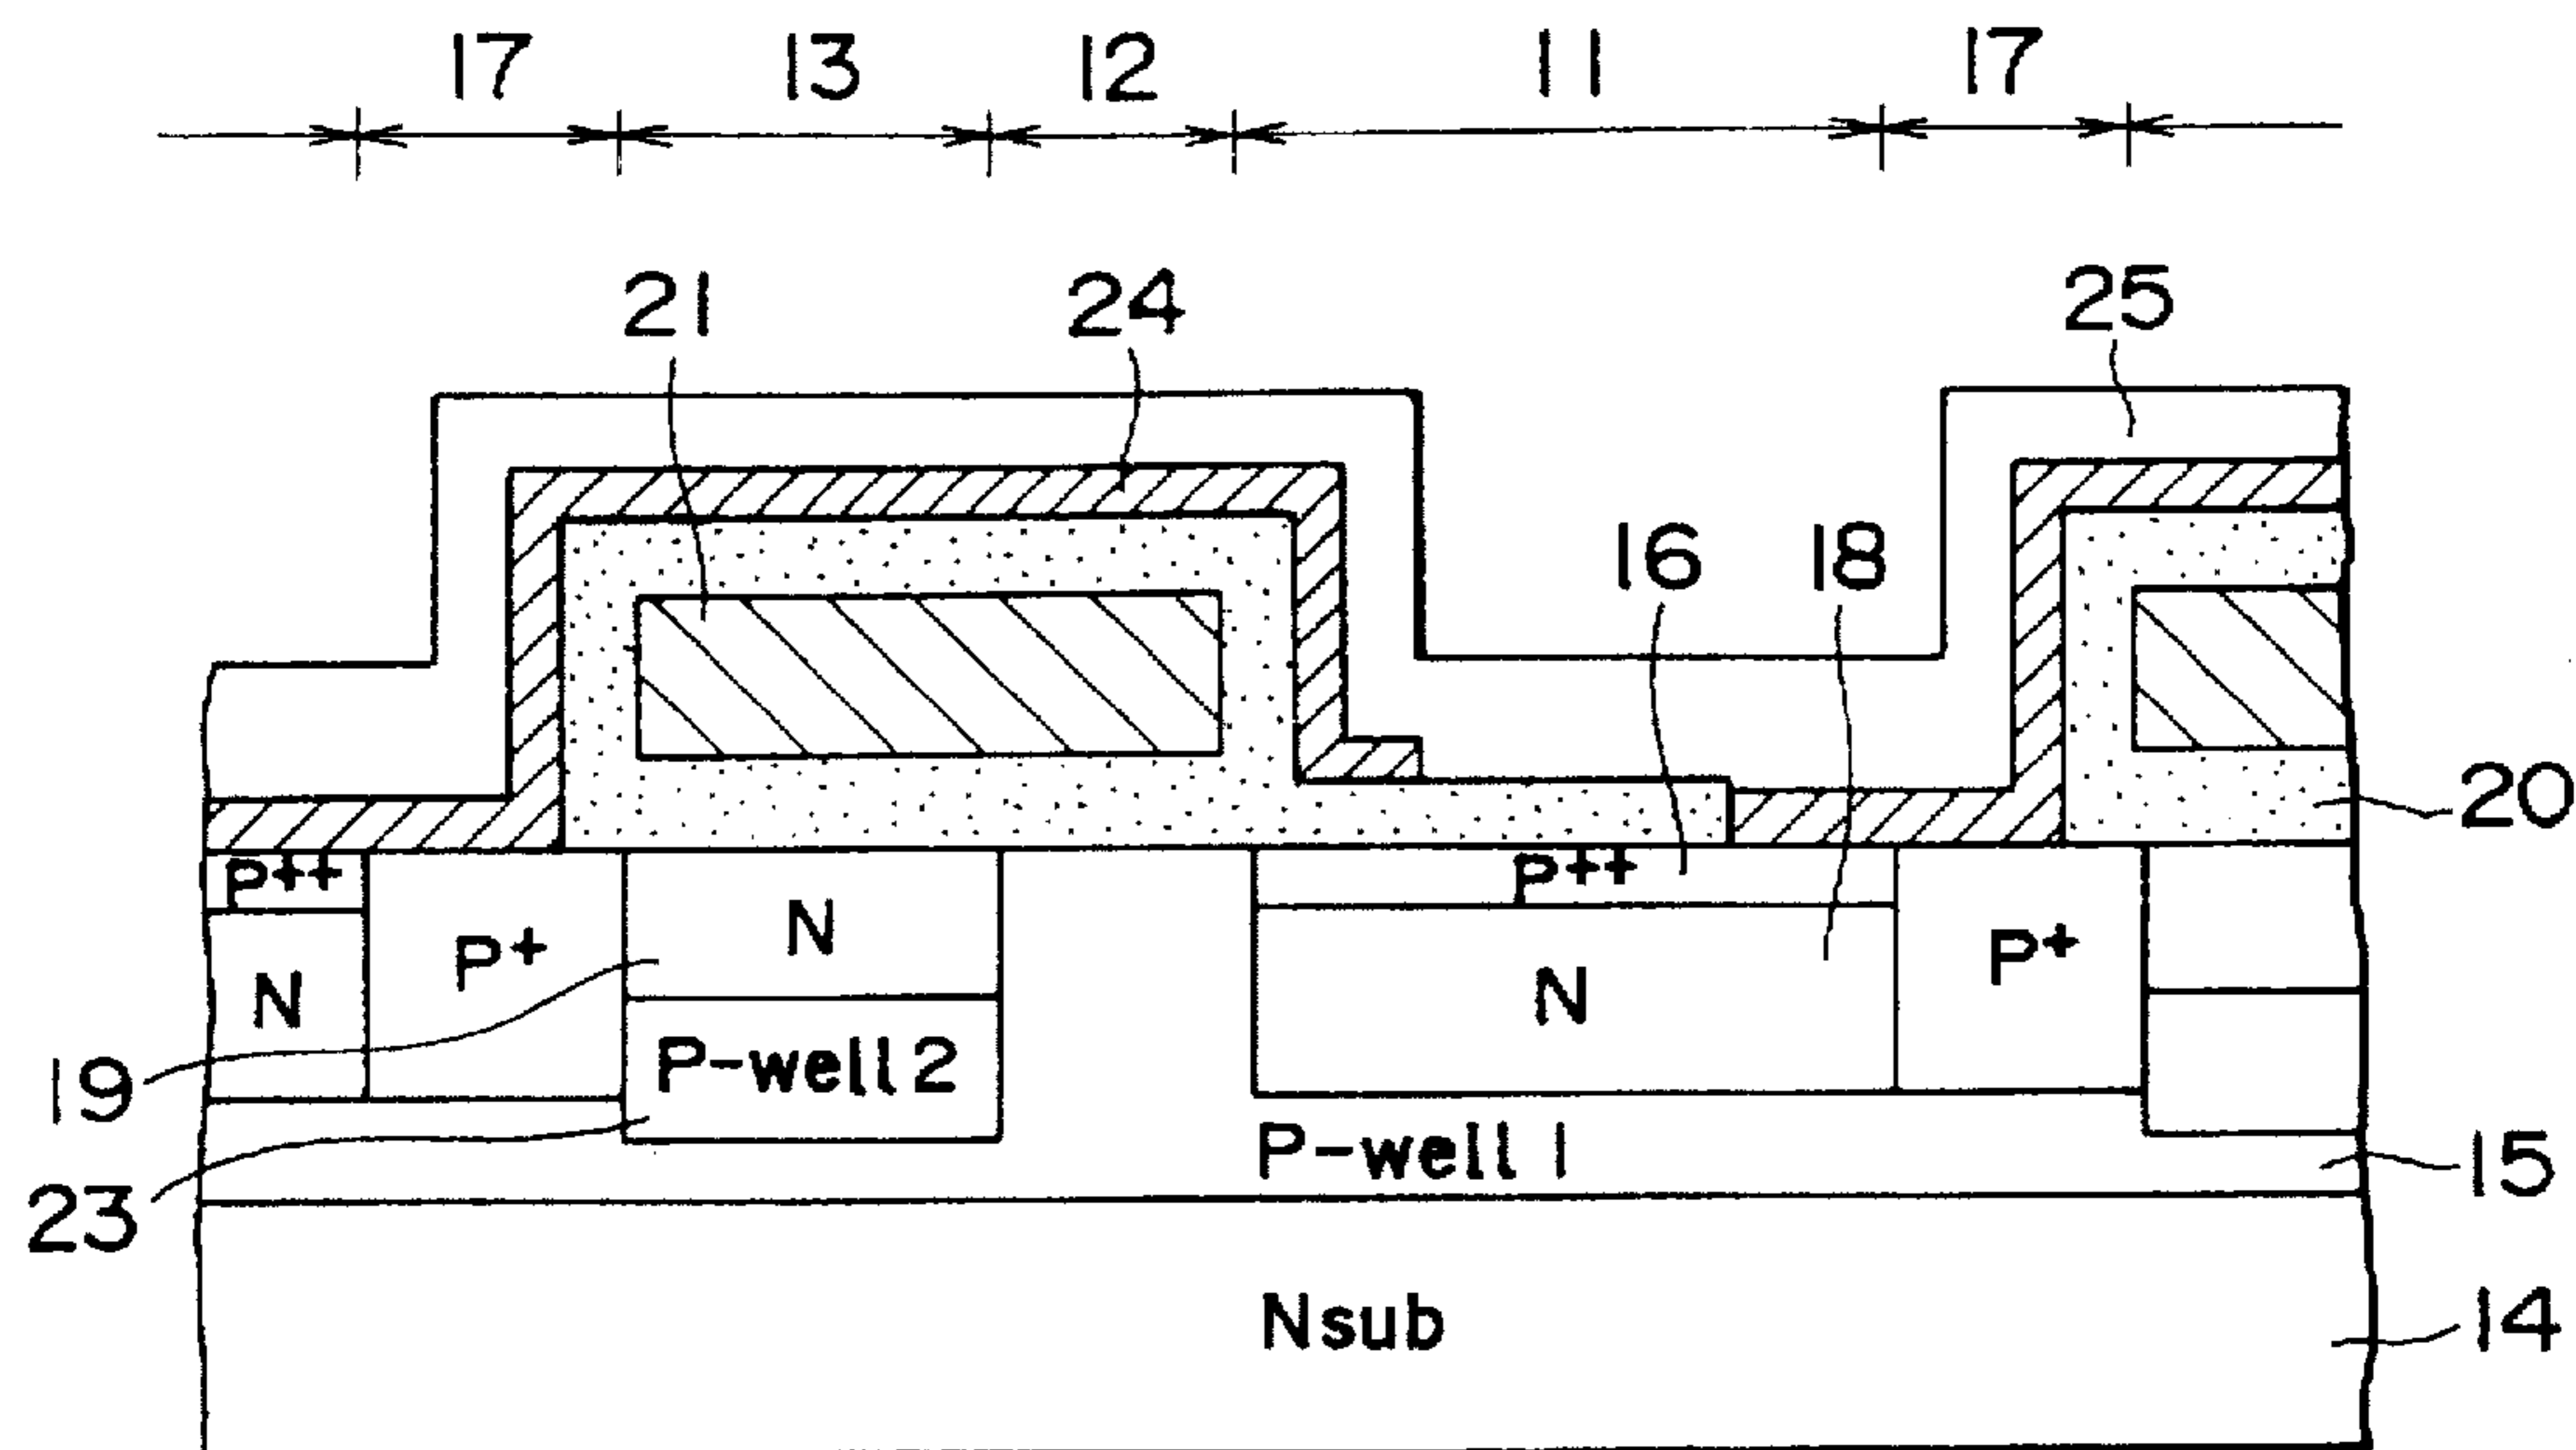 17 13 12 11 17
21 24 25
16 18
20
P++ P++
N
P+ P+
N N
19 P-well 2
P-well 1 15
23
Nsub 14